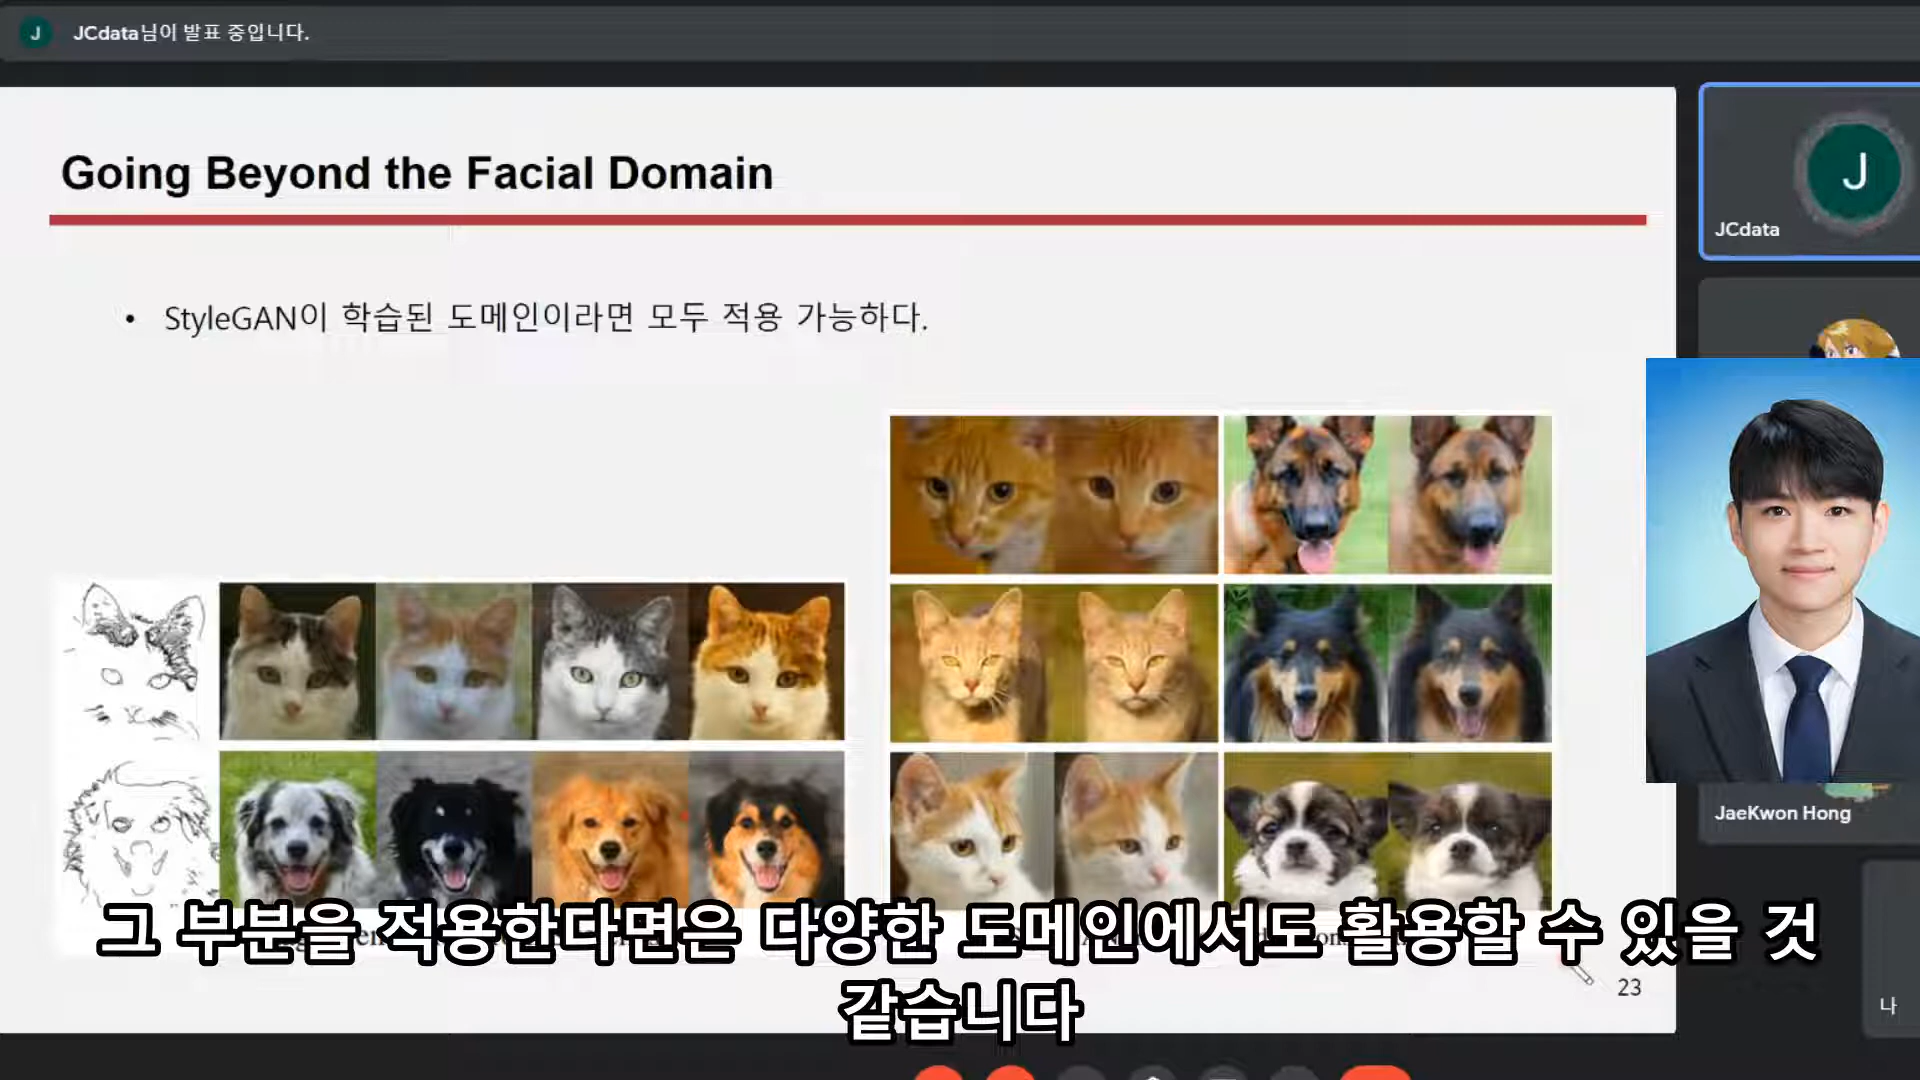 J JCdata님이 발표 중입니다.
Going Beyond the Facial Domain
• StyleGAN이 학습된 도메인이라면 모두 적용 가능하다.
J
JCdata
JaeKwon Hong
그 부분을 적용한다면은 다양한 도메인에서도 활용할 수 있을 것
같습니다
23
나